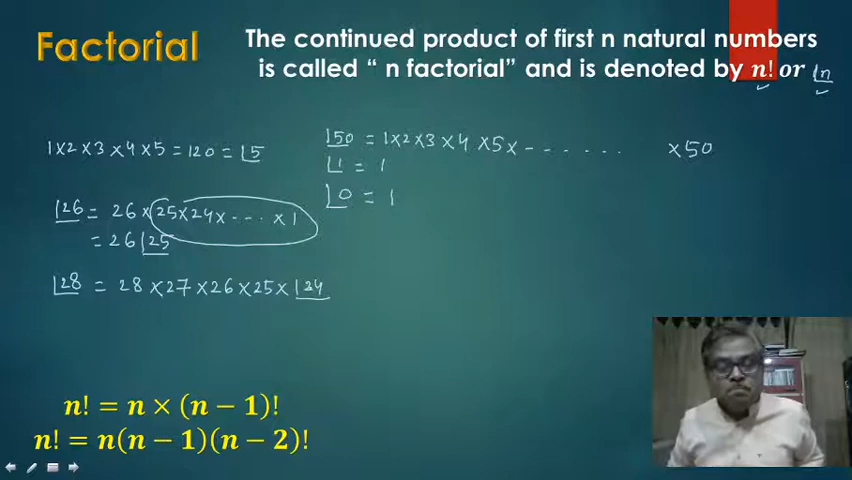 Factorial
The continued product of first n natural numbers
is called “ n factorial” and is denoted by n! or |n
1×2×3×4×5=120=|5
|50 = 1×2×3×4×5×-......  ×50
|1 = 1
|0 = 1
|26 = 26×25×24×-...×1
= 26|25
|28 = 28×27×26×25×|24
n! = n × (n − 1)!
n! = n(n − 1)(n − 2)!